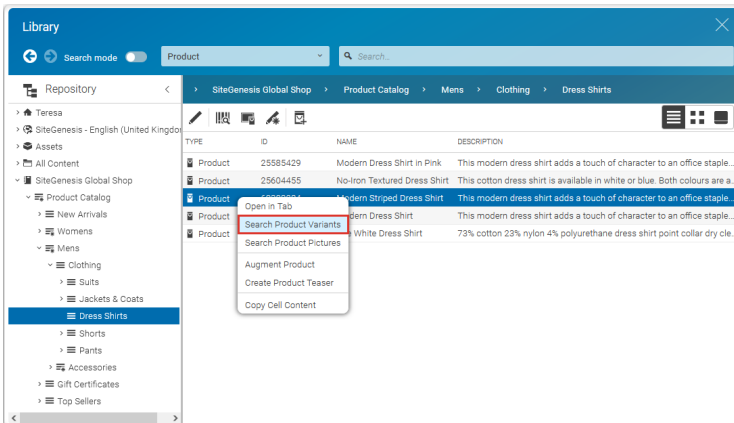 Library
Search mode
Product
Search...
Repository
SiteGenesis Global Shop > Product Catalog > Mens > Clothing > Dress Shirts
Teresa
SiteGenesis - English (United Kingdo
Assets
All Content
SiteGenesis Global Shop
Product Catalog
New Arrivals
Womens
Mens
Clothing
Suits
Jackets & Coats
Dress Shirts
Shorts
Pants
Accessories
Gift Certificates
Top Sellers
TYPE ID NAME DESCRIPTION
Product 25585429 Modern Dress Shirt in Pink This modern dress shirt adds a touch of character to an office staple...
Product 25604455 No-Iron Textured Dress Shirt This cotton dress shirt is available in white or blue. Both colours are a...
Product Modern Striped Dress Shirt This modern dress shirt adds a touch of character to an office staple...
Product dern Dress Shirt This modern dress shirt adds a touch of character to an office staple...
Product White Dress Shirt 73% cotton 23% nylon 4% polyurethane dress shirt point collar dry cle...
Open in Tab
Search Product Variants
Search Product Pictures
Augment Product
Create Product Teaser
Copy Cell Content